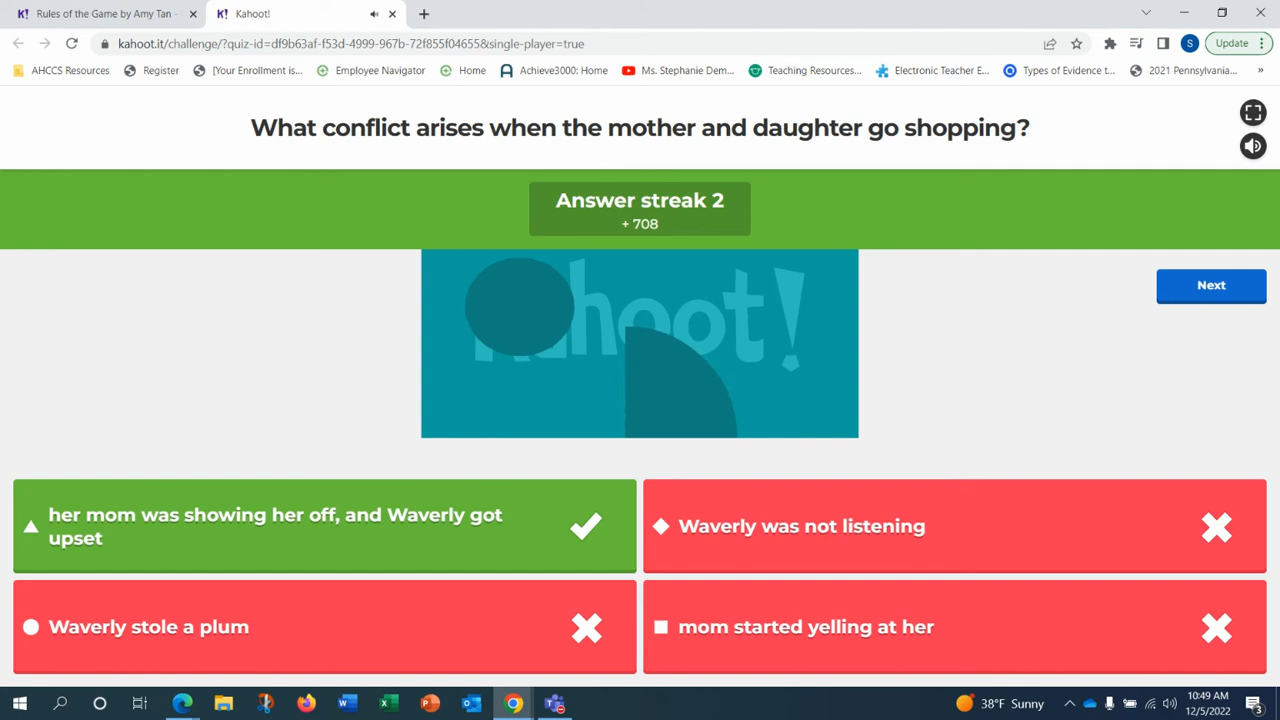 Rules of the Game by Amy Tan -
Kahoot!
kahoot.it/challenge/?quiz-id=df9b63af-f53d-4999-967b-72f855f04655&single-player=true
S
Update
AHCCS Resources
Register
[Your Enrollment is...
Employee Navigator
Home
Achieve3000: Home
Ms. Stephanie Dem...
Teaching Resources...
Electronic Teacher E...
Types of Evidence t...
2021 Pennsylvania...
»
What conflict arises when the mother and daughter go shopping?
Answer streak 2
+ 708
Kahoot!
Next
her mom was showing her off, and Waverly got
upset
Waverly was not listening
Waverly stole a plum
mom started yelling at her
38°F Sunny
10:49 AM
12/5/2022
3